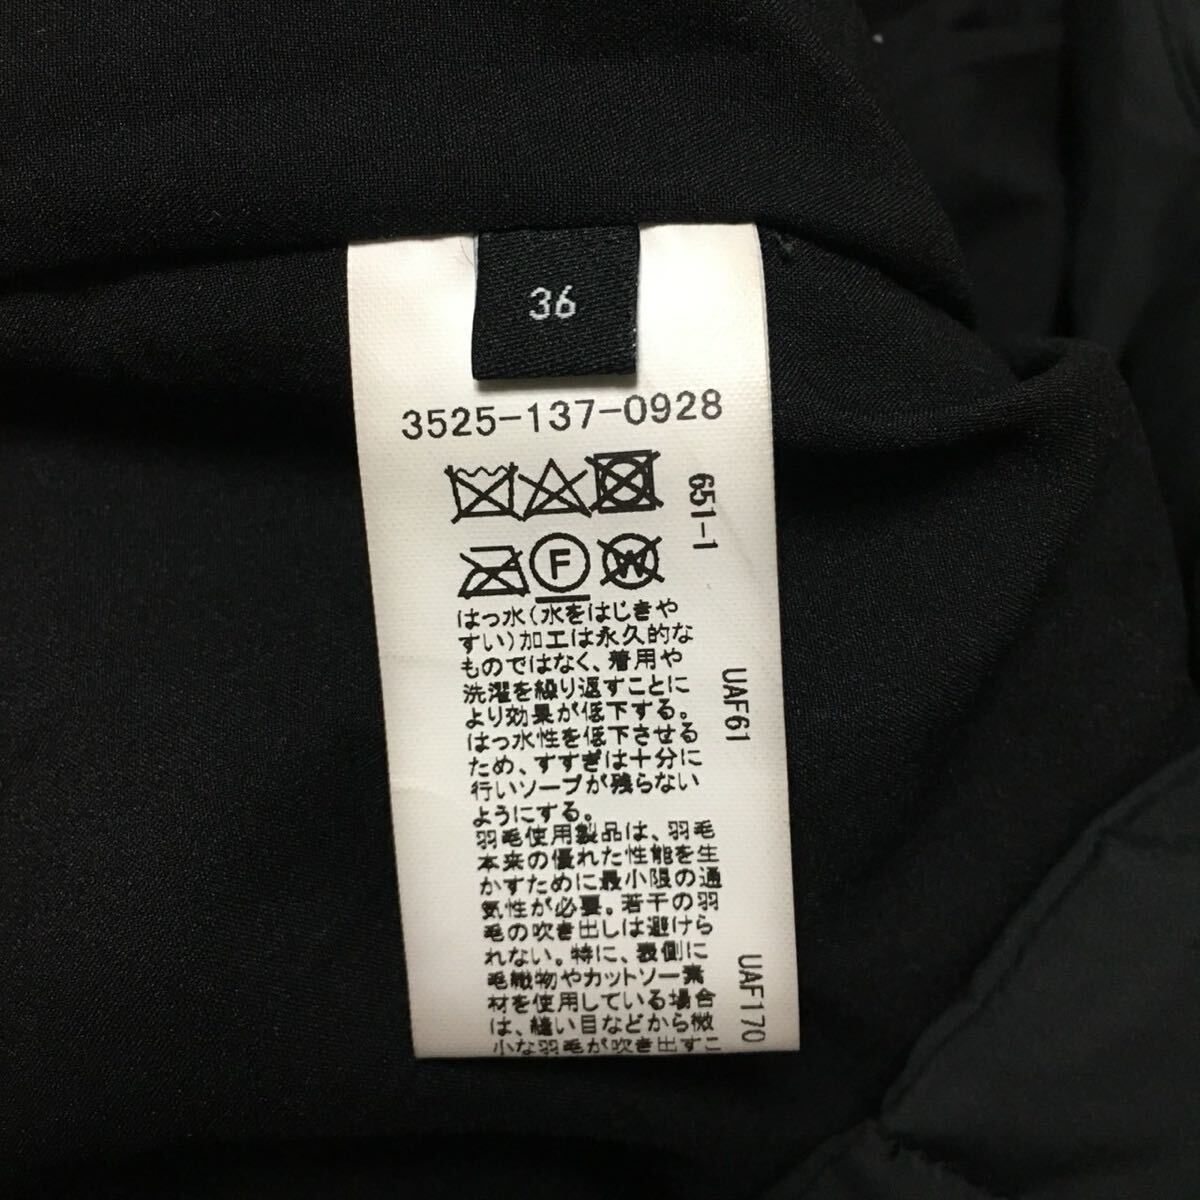 36
3525-137-0928
651-1
F
W
はっ水(水をはじきや
すい)加工は永久的な
ものではなく、着用や
洗濯を繰り返すことに
より効果が低下する。
はっ水性を低下させる
ため、すすぎは十分に
行いソープが残らない
ようにする。
羽毛使用製品は、羽毛
本来の優れた性能を生
かすために最小限の通
気性が必要。若干の羽
毛の吹き出しは避けら
れない。特に、表側に
毛織物やカットソー素
材を使用している場合
は、縫い目などから微
小な羽毛が吹き出すこ
UAF61
UAF170